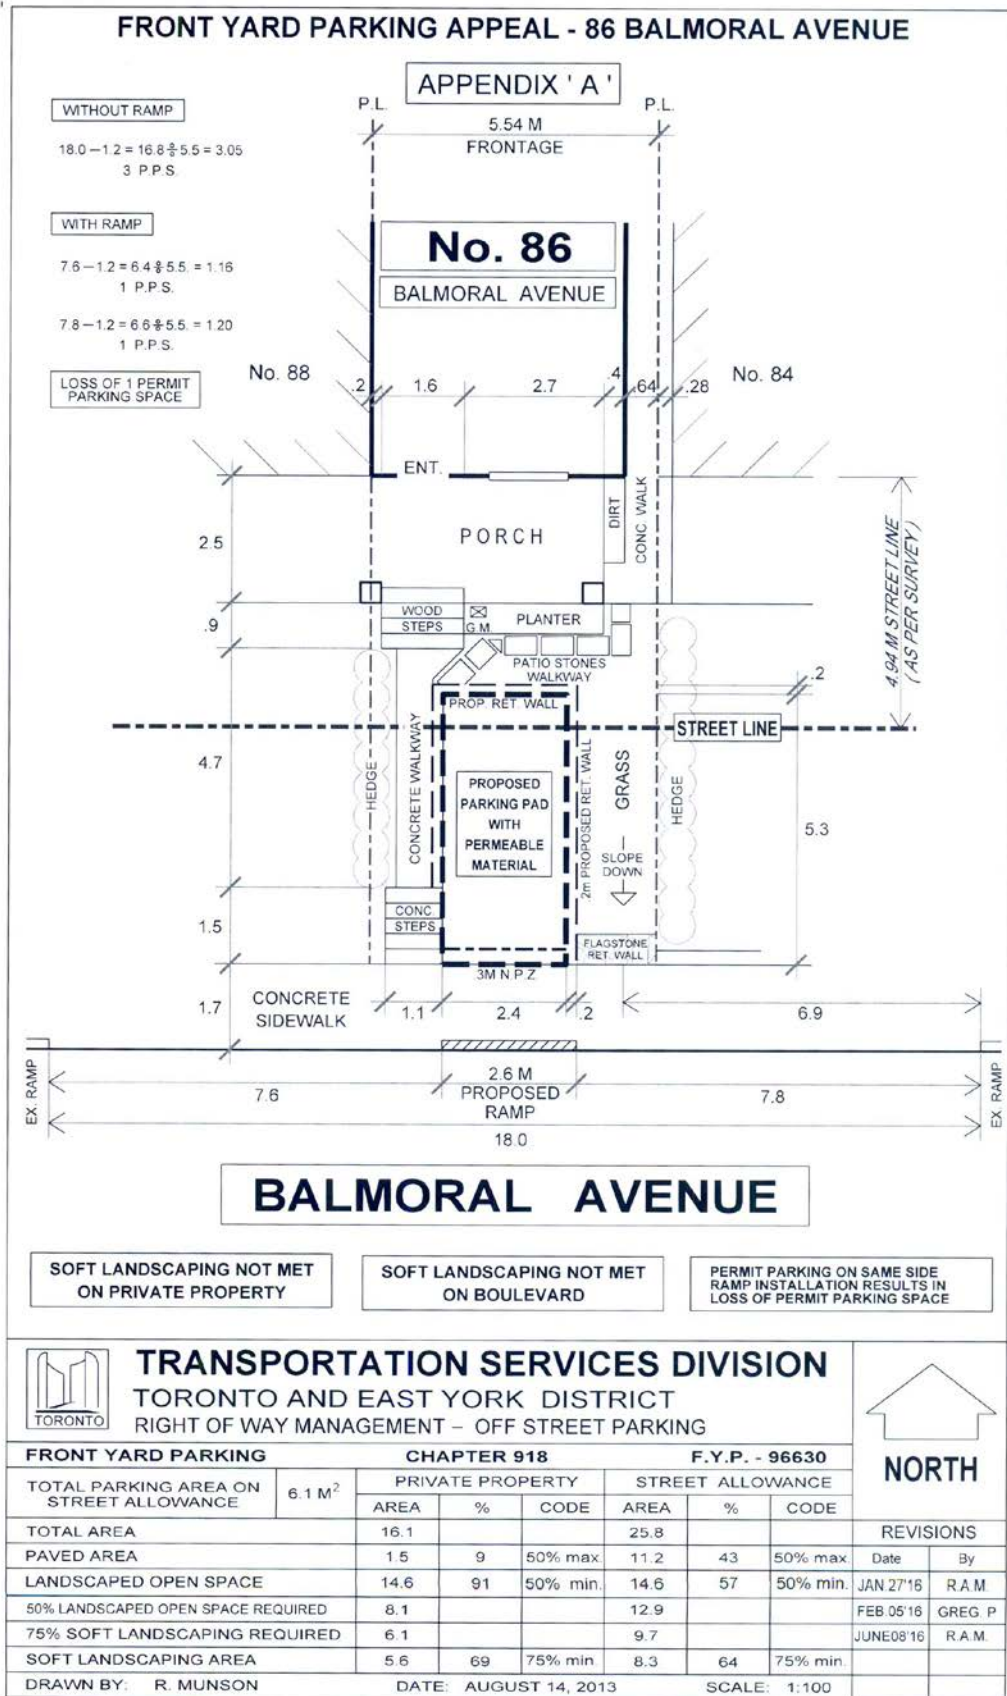 FRONT YARD PARKING APPEAL - 86 BALMORAL AVENUE
APPENDIX ' A '
WITHOUT RAMP
18.0 – 1.2 = 16.8 ÷ 5.5 = 3.05
3 P.P.S.
WITH RAMP
7.6 – 1.2 = 6.4 ÷ 5.5. = 1.16
1 P.P.S.
7.8 – 1.2 = 6.6 ÷ 5.5. = 1.20
1 P.P.S.
LOSS OF 1 PERMIT
PARKING SPACE
P.L.
P.L.
5.54 M
FRONTAGE
No. 86
BALMORAL AVENUE
No. 88
No. 84
.2
1.6
2.7
.4
.64
.28
ENT.
PORCH
DIRT
CONC. WALK
2.5
.9
4.7
1.5
1.7
WOOD
STEPS
G.M.
PLANTER
PATIO STONES
WALKWAY
4.94 M STREET LINE
( AS PER SURVEY )
.2
PROP. RET. WALL
STREET LINE
HEDGE
CONCRETE WALKWAY
PROPOSED
PARKING PAD
WITH
PERMEABLE
MATERIAL
.2m PROPOSED RET. WALL
GRASS
SLOPE
DOWN
HEDGE
5.3
CONC
STEPS
FLAGSTONE
RET. WALL
3M N.P.Z
CONCRETE
SIDEWALK
1.1
2.4
.2
6.9
EX. RAMP
7.6
2.6 M
PROPOSED
RAMP
7.8
EX. RAMP
18.0
BALMORAL AVENUE
SOFT LANDSCAPING NOT MET
ON PRIVATE PROPERTY
SOFT LANDSCAPING NOT MET
ON BOULEVARD
PERMIT PARKING ON SAME SIDE
RAMP INSTALLATION RESULTS IN
LOSS OF PERMIT PARKING SPACE
TORONTO
TRANSPORTATION SERVICES DIVISION
TORONTO AND EAST YORK DISTRICT
RIGHT OF WAY MANAGEMENT – OFF STREET PARKING
NORTH
FRONT YARD PARKING CHAPTER 918 F.Y.P. - 96630
TOTAL PARKING AREA ON
STREET ALLOWANCE
6.1 M²
PRIVATE PROPERTY STREET ALLOWANCE
AREA % CODE AREA % CODE
TOTAL AREA 16.1 25.8 REVISIONS
PAVED AREA 1.5 9 50% max. 11.2 43 50% max. Date By
LANDSCAPED OPEN SPACE 14.6 91 50% min. 14.6 57 50% min. JAN 27'16 R.A.M.
50% LANDSCAPED OPEN SPACE REQUIRED 8.1 12.9 FEB.05'16 GREG. P
75% SOFT LANDSCAPING REQUIRED 6.1 9.7 JUNE08'16 R.A.M.
SOFT LANDSCAPING AREA 5.6 69 75% min. 8.3 64 75% min.
DRAWN BY: R. MUNSON DATE: AUGUST 14, 2013 SCALE: 1:100